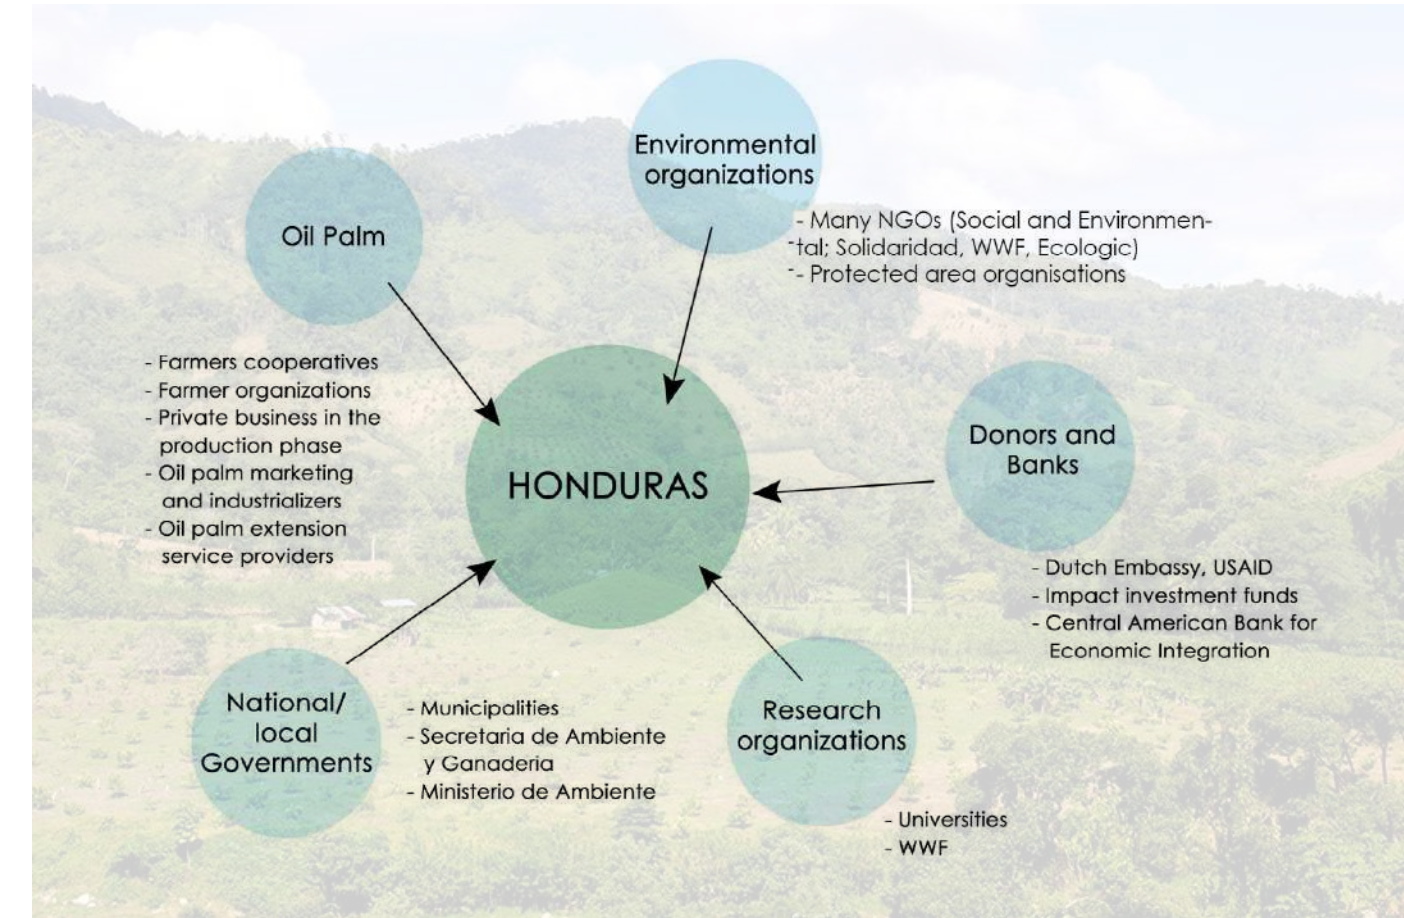 Environmental
organizations
- Many NGOs (Social and Environmen-
-tal; Solidaridad, WWF, Ecologic)
-- Protected area organisations
Oil Palm
- Farmers cooperatives
- Farmer organizations
- Private business in the
production phase
- Oil palm marketing
and industrializers
- Oil palm extension
service providers
HONDURAS
Donors and
Banks
- Dutch Embassy, USAID
- Impact investment funds
- Central American Bank for
Economic Integration
National/
local
Governments
- Municipalities
- Secretaria de Ambiente
y Ganaderia
- Ministerio de Ambiente
Research
organizations
- Universities
- WWF